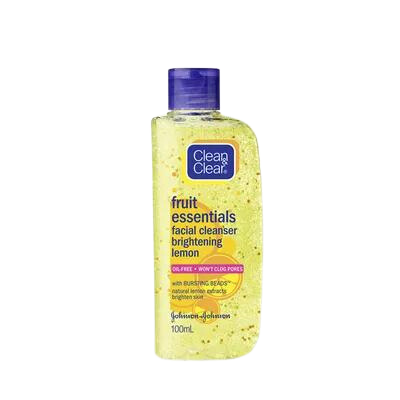 Clean &
Clear®
fruit
essentials
facial cleanser
brightening
lemon
OIL-FREE • WON'T CLOG PORES
with BURSTING BEADS™
natural lemon extracts
brighten skin
Johnson & Johnson
100mL